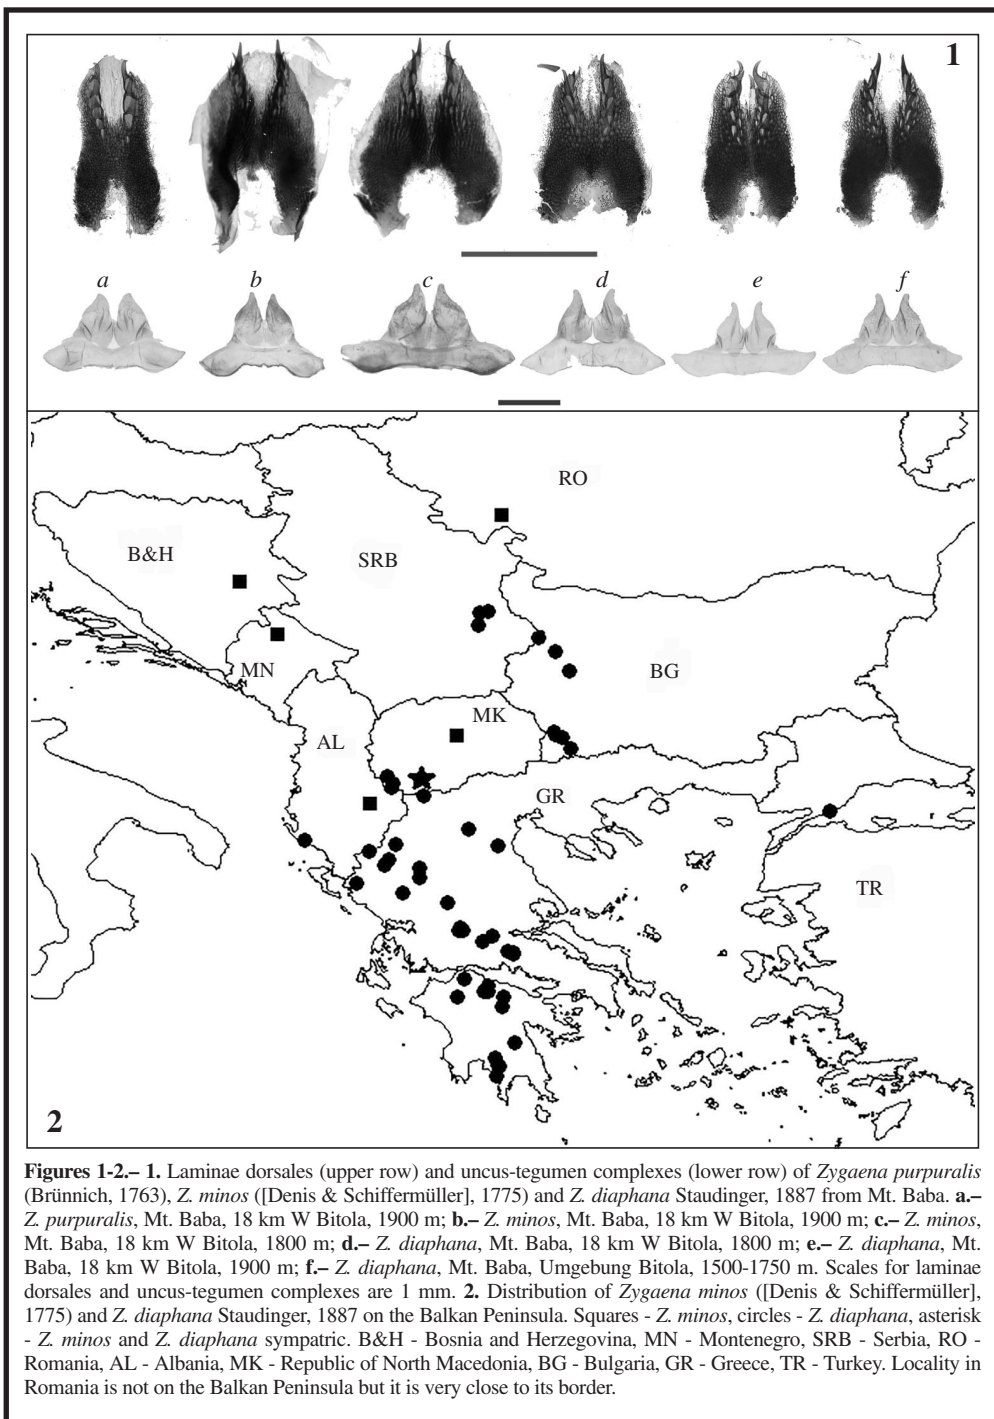 1
a b c d e f
RO
B&H
SRB
MN
BG
MK
AL
GR
TR
2
Figures 1-2.– 1. Laminae dorsales (upper row) and uncus-tegumen complexes (lower row) of Zygaena purpuralis
(Brünnich, 1763), Z. minos ([Denis & Schiffermüller], 1775) and Z. diaphana Staudinger, 1887 from Mt. Baba. a.–
Z. purpuralis, Mt. Baba, 18 km W Bitola, 1900 m; b.– Z. minos, Mt. Baba, 18 km W Bitola, 1900 m; c.– Z. minos,
Mt. Baba, 18 km W Bitola, 1800 m; d.– Z. diaphana, Mt. Baba, 18 km W Bitola, 1800 m; e.– Z. diaphana, Mt.
Baba, 18 km W Bitola, 1900 m; f.– Z. diaphana, Mt. Baba, Umgebung Bitola, 1500-1750 m. Scales for laminae
dorsales and uncus-tegumen complexes are 1 mm. 2. Distribution of Zygaena minos ([Denis & Schiffermüller],
1775) and Z. diaphana Staudinger, 1887 on the Balkan Peninsula. Squares - Z. minos, circles - Z. diaphana, asterisk
- Z. minos and Z. diaphana sympatric. B&H - Bosnia and Herzegovina, MN - Montenegro, SRB - Serbia, RO -
Romania, AL - Albania, MK - Republic of North Macedonia, BG - Bulgaria, GR - Greece, TR - Turkey. Locality in
Romania is not on the Balkan Peninsula but it is very close to its border.